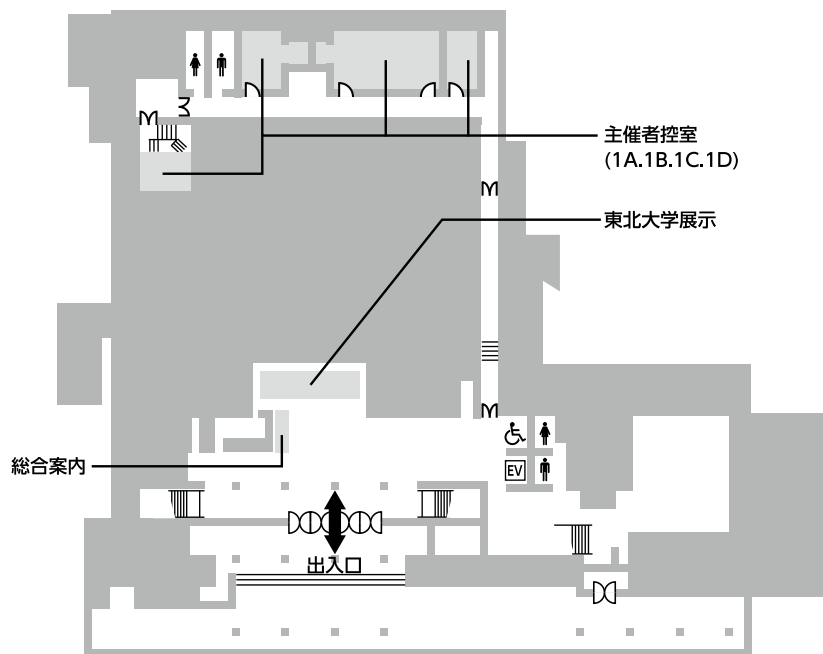 主催者控室
(1A.1B.1C.1D)
東北大学展示
総合案内
EV
出入口